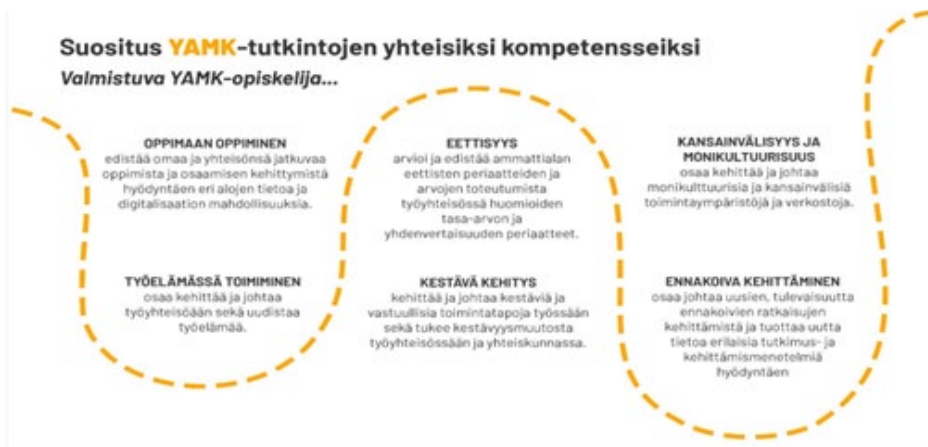 Suositus YAMK-tutkintojen yhteisiksi kompetensseiksi
Valmistuva YAMK-opiskelija...
OPPIMAAN OPPIMINEN
edistää omaa ja yhteisönsä jatkuvaa
oppimista ja osaamisen kehittymistä
hyödyntäen eri alojen tietoa ja
digitalisaation mahdollisuuksia.
TYÖELÄMÄSSÄ TOIMIMINEN
osaa kehittää ja johtaa
työyhteisöään sekä uudistaa
työelämää.
EETTISYYS
arvioi ja edistää ammattialan
eettisten periaatteiden ja
arvojen toteutumista
työyhteisössä huomioiden
tasa-arvon ja
yhdenvertaisuuden periaatteet.
KESTÄVÄ KEHITYS
kehittää ja johtaa kestäviä ja
vastuullisia toimintatapoja työssään
sekä tukee kestävyysmuutosta
työyhteisössään ja yhteiskunnassa.
KANSAINVÄLISYYS JA
MONIKULTUURISUUS
osaa kehittää ja johtaa
monikulttuurisia ja kansainvälisiä
toimintaympäristöjä ja verkostoja.
ENNAKOIVA KEHITTÄMINEN
osaa johtaa uusien, tulevaisuutta
ennakoivien ratkaisujen
kehittämistä ja tuottaa uutta
tietoa erilaisia tutkimus- ja
kehittämismenetelmiä
hyödyntäen